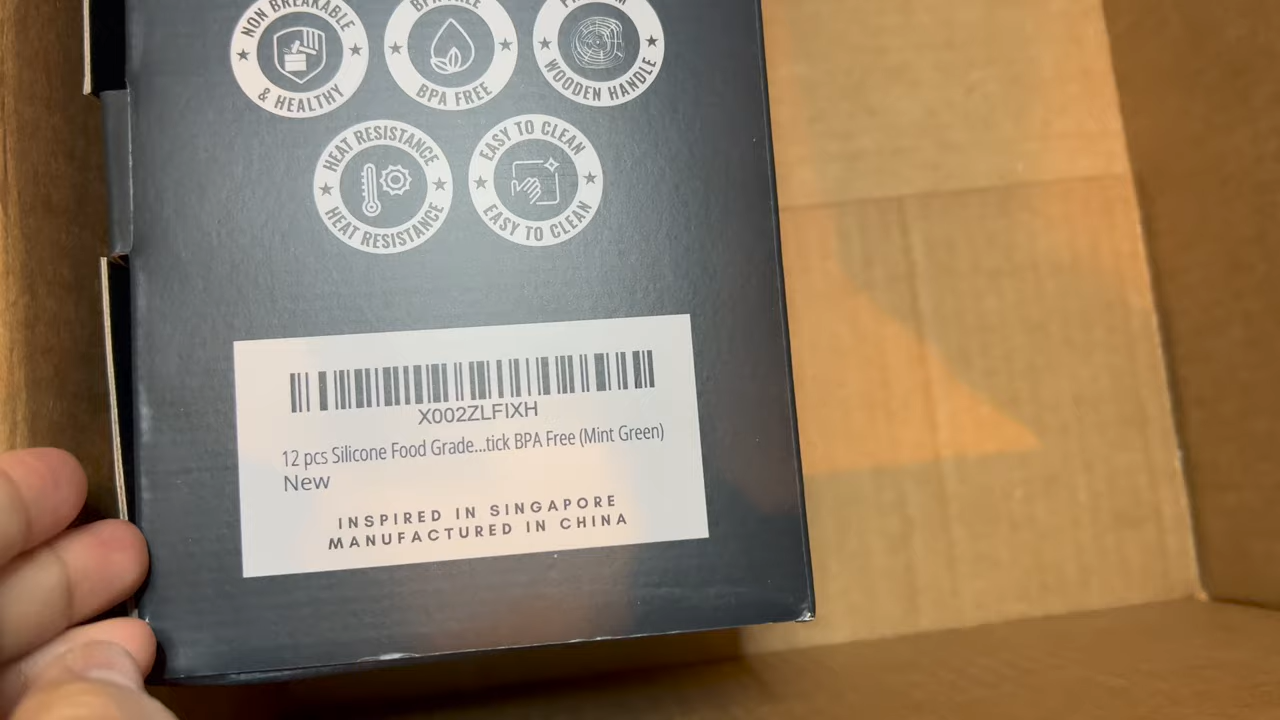 NON BREAKABLE
& HEALTHY
BPA FREE
BPA FREE
WOODEN HANDLE
HEAT RESISTANCE
HEAT RESISTANCE
EASY TO CLEAN
EASY TO CLEAN
X002ZLFIXH
12 pcs Silicone Food Grade...tick BPA Free (Mint Green)
New
INSPIRED IN SINGAPORE
MANUFACTURED IN CHINA